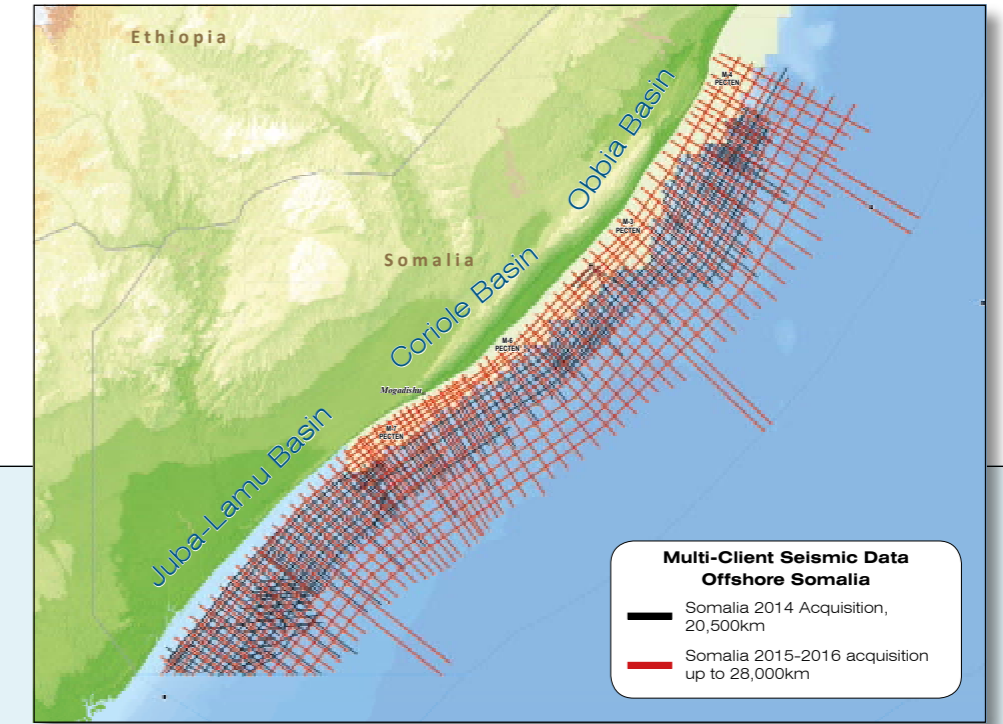 Ethiopia
M-4
PECTEN
Obbia Basin
M-3
PECTEN
Somalia
Coriole Basin
M-6
PECTEN
Mogadishu
M-7
PECTEN
Juba-Lamu Basin
Multi-Client Seismic Data
Offshore Somalia
Somalia 2014 Acquisition,
20,500km
Somalia 2015-2016 acquisition
up to 28,000km